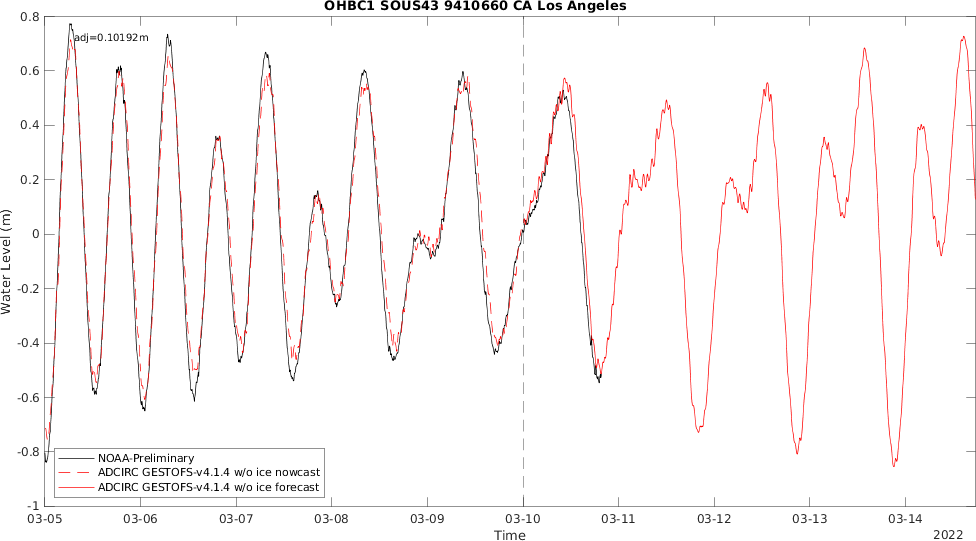 OHBC1 SOUS43 9410660 CA Los Angeles
adj=0.10192m
0.8
0.6
0.4
0.2
0
-0.2
-0.4
-0.6
-0.8
-1
Water Level (m)
NOAA-Preliminary
ADCIRC GESTOFS-v4.1.4 w/o ice nowcast
ADCIRC GESTOFS-v4.1.4 w/o ice forecast
03-05 03-06 03-07 03-08 03-09 03-10 03-11 03-12 03-13 03-14
Time
2022